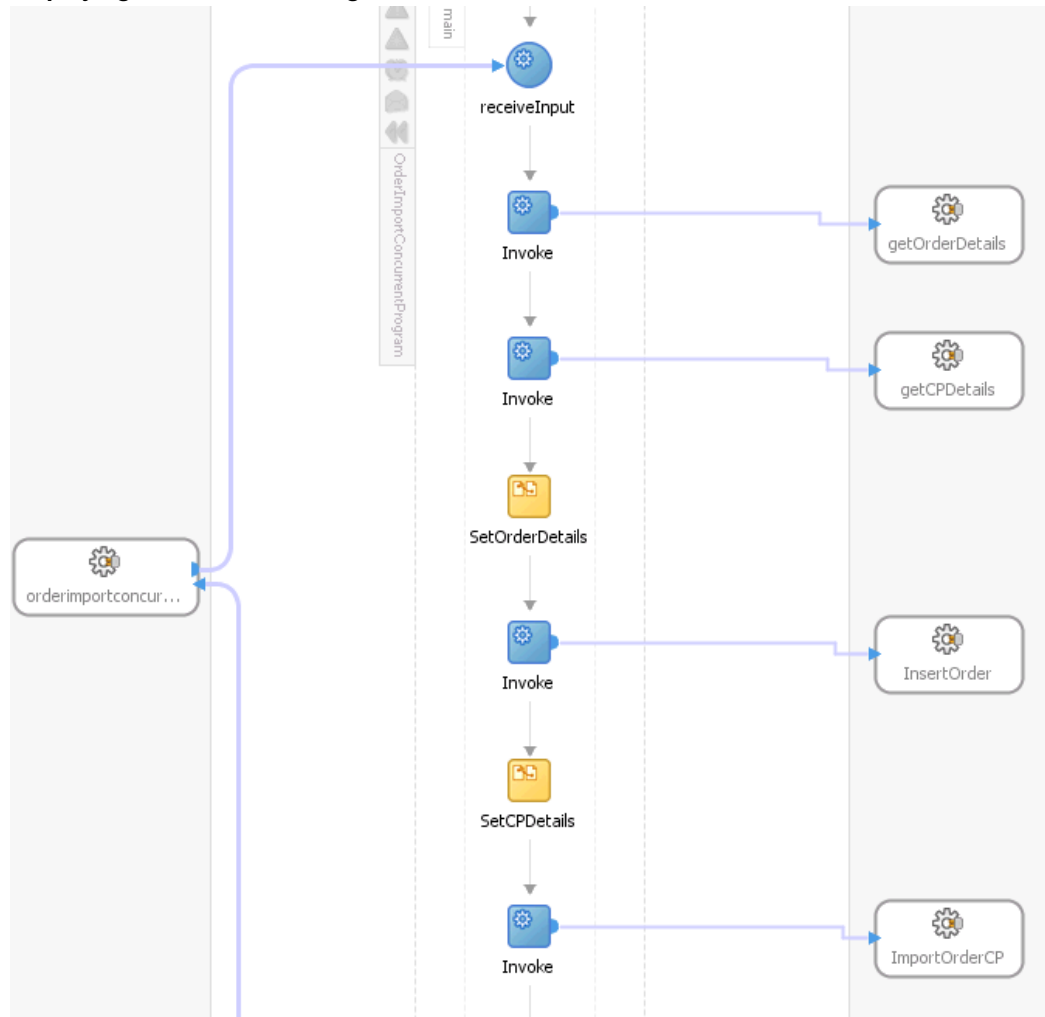 main
receiveInput
OrderImportConcurrentProgram
Invoke
getOrderDetails
Invoke
getCPDetails
SetOrderDetails
orderimportconcur...
Invoke
InsertOrder
SetCPDetails
Invoke
ImportOrderCP